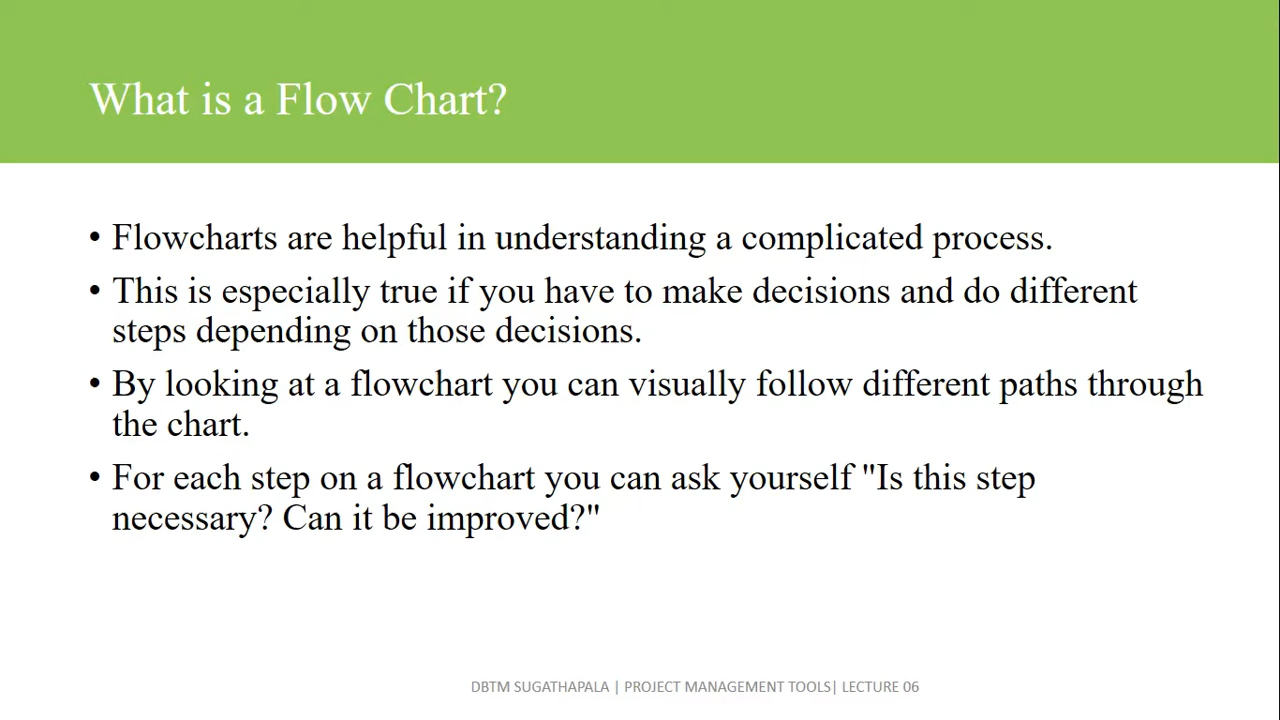 What is a Flow Chart?
• Flowcharts are helpful in understanding a complicated process.
• This is especially true if you have to make decisions and do different
steps depending on those decisions.
• By looking at a flowchart you can visually follow different paths through
the chart.
• For each step on a flowchart you can ask yourself "Is this step
necessary? Can it be improved?"
DBTM SUGATHAPALA | PROJECT MANAGEMENT TOOLS| LECTURE 06